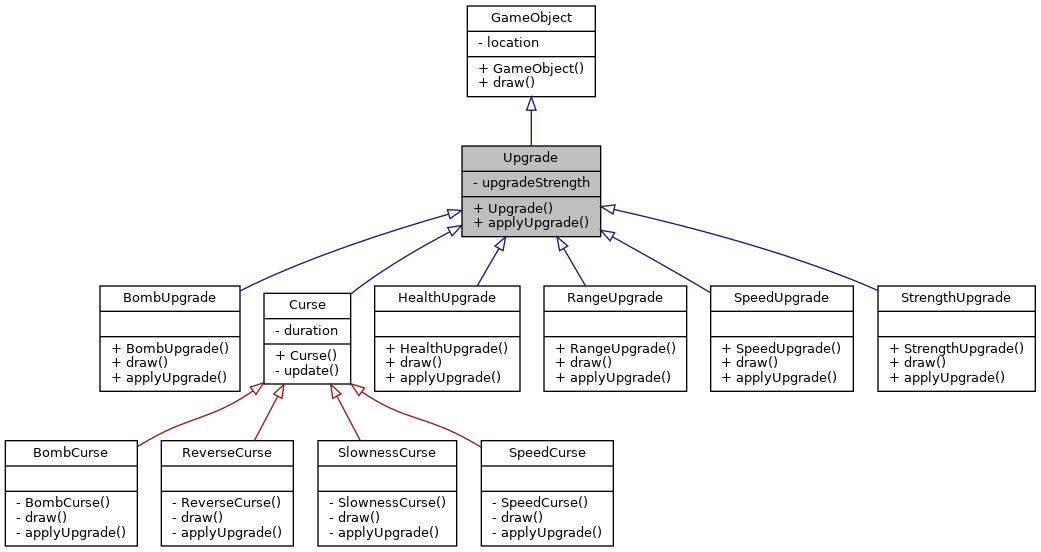 GameObject
- location
+ GameObject()
+ draw()
Upgrade
- upgradeStrength
+ Upgrade()
+ applyUpgrade()
BombUpgrade
+ BombUpgrade()
+ draw()
+ applyUpgrade()
Curse
- duration
+ Curse()
- update()
HealthUpgrade
+ HealthUpgrade()
+ draw()
+ applyUpgrade()
RangeUpgrade
+ RangeUpgrade()
+ draw()
+ applyUpgrade()
SpeedUpgrade
+ SpeedUpgrade()
+ draw()
+ applyUpgrade()
StrengthUpgrade
+ StrengthUpgrade()
+ draw()
+ applyUpgrade()
BombCurse
- BombCurse()
- draw()
- applyUpgrade()
ReverseCurse
- ReverseCurse()
- draw()
- applyUpgrade()
SlownessCurse
- SlownessCurse()
- draw()
- applyUpgrade()
SpeedCurse
- SpeedCurse()
- draw()
- applyUpgrade()